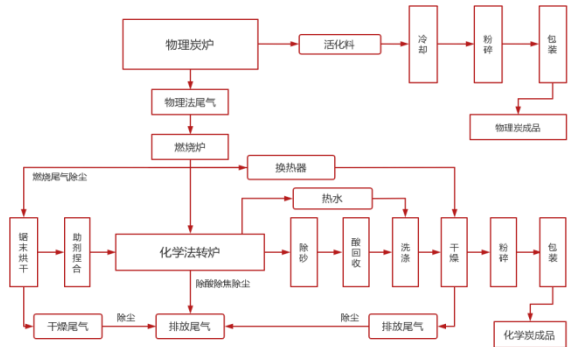 物理炭炉
活化料
冷却
粉碎
包装
物理法尾气
物理炭成品
燃烧炉
换热器
燃烧尾气除尘
热水
锯末烘干
助剂捏合
化学法转炉
除砂
酸回收
洗涤
干燥
粉碎
包装
除酸除焦除尘
干燥尾气
除尘
排放尾气
除尘
排放尾气
化学炭成品